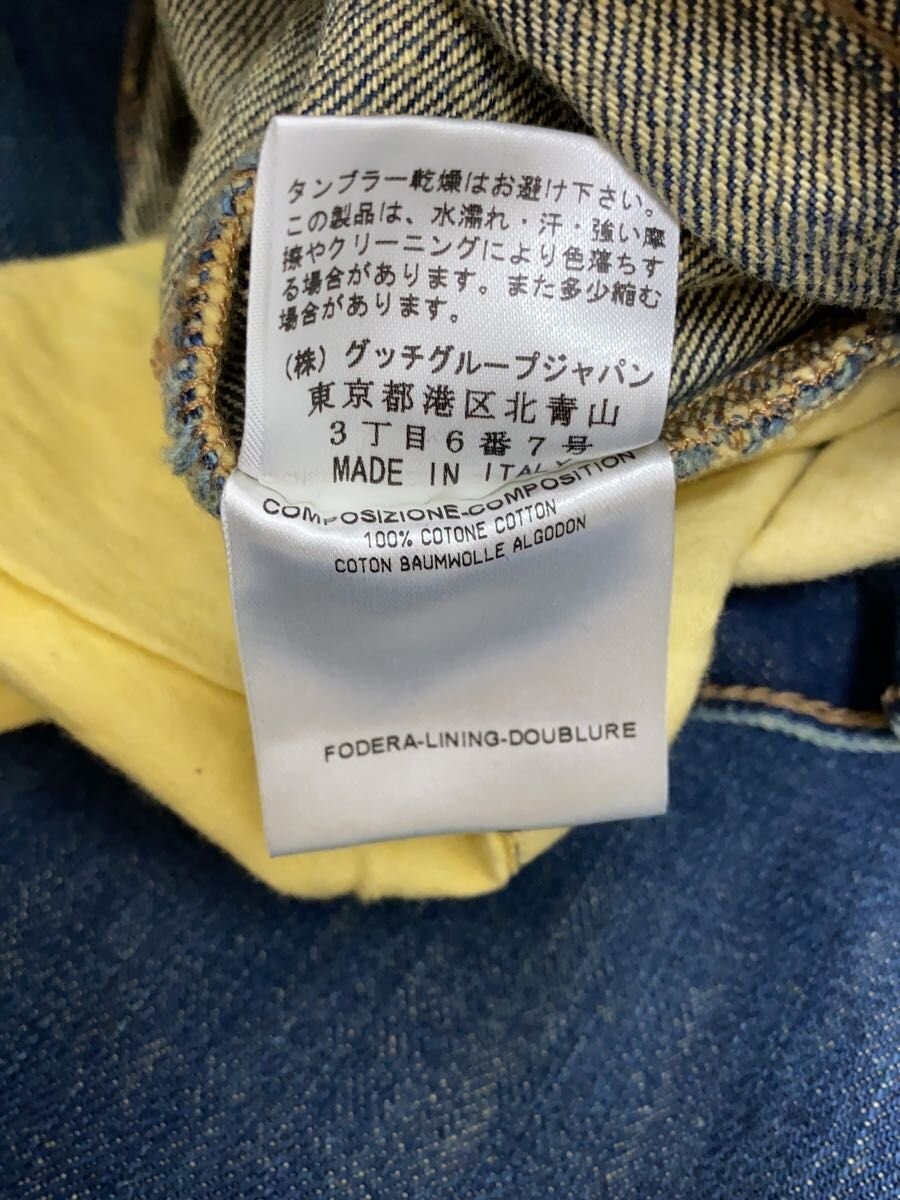 タンブラー乾燥はお避け下さい。
この製品は、水濡れ・汗・強い摩
擦やクリーニングにより色落ちす
る場合があります。また多少縮む
場合があります。
(株) グッチグループジャパン
東京都港区北青山
3丁目6番7号
MADE IN ITALY
COMPOSIZIONE-COMPOSITION
100% COTONE COTTON
COTON BAUMWOLLE ALGODON
FODERA-LINING-DOUBLURE